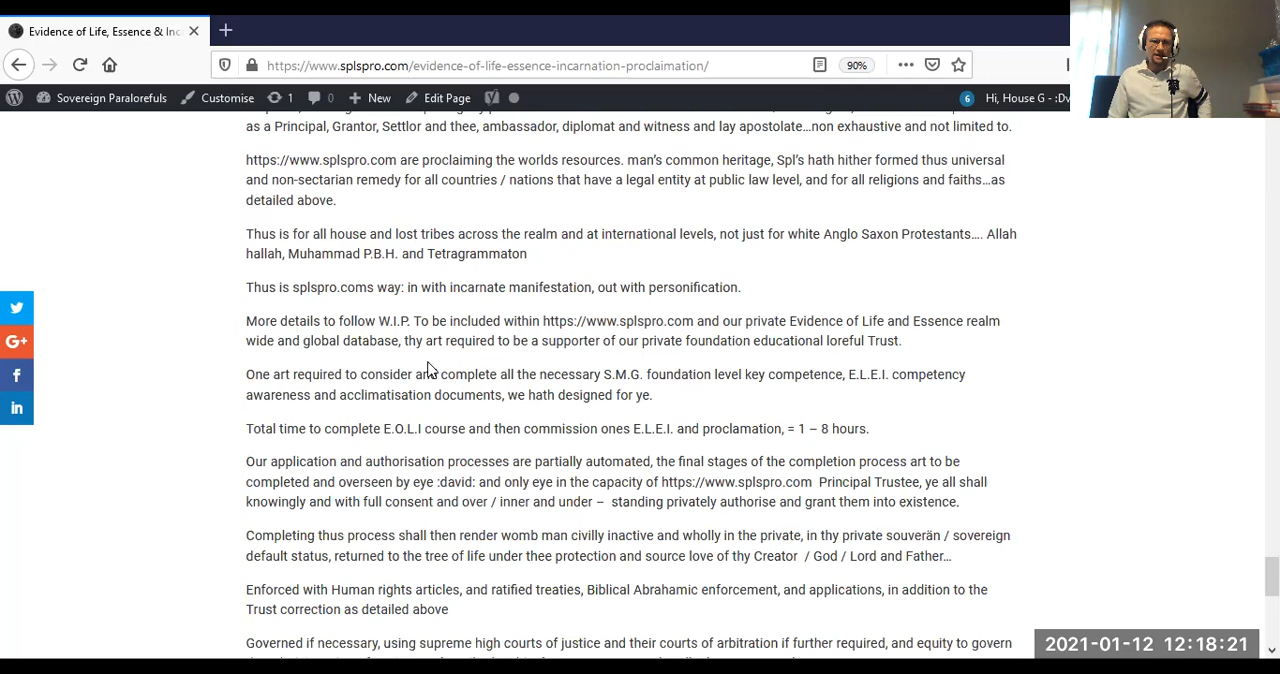 Evidence of Life, Essence & Inc
https://www.splspro.com/evidence-of-life-essence-incarnation-proclaimation/
90%
Sovereign Paralorefuls
Customise
1
0
New
Edit Page
6
Hi, House G - :Dv
as a Principal, Grantor, Settlor and thee, ambassador, diplomat and witness and lay apostolate…non exhaustive and not limited to.
https://www.splspro.com are proclaiming the worlds resources. man’s common heritage, Spl’s hath hither formed thus universal
and non-sectarian remedy for all countries / nations that have a legal entity at public law level, and for all religions and faiths…as
detailed above.
Thus is for all house and lost tribes across the realm and at international levels, not just for white Anglo Saxon Protestants…. Allah
hallah, Muhammad P.B.H. and Tetragrammaton
Thus is splspro.coms way: in with incarnate manifestation, out with personification.
More details to follow W.I.P. To be included within https://www.splspro.com and our private Evidence of Life and Essence realm
wide and global database, thy art required to be a supporter of our private foundation educational loreful Trust.
One art required to consider and complete all the necessary S.M.G. foundation level key competence, E.L.E.I. competency
awareness and acclimatisation documents, we hath designed for ye.
Total time to complete E.O.L.I course and then commission ones E.L.E.I. and proclamation, = 1 – 8 hours.
Our application and authorisation processes are partially automated, the final stages of the completion process art to be
completed and overseen by eye :david: and only eye in the capacity of https://www.splspro.com Principal Trustee, ye all shall
knowingly and with full consent and over / inner and under – standing privately authorise and grant them into existence.
Completing thus process shall then render womb man civilly inactive and wholly in the private, in thy private souverän / sovereign
default status, returned to the tree of life under thee protection and source love of thy Creator / God / Lord and Father…
Enforced with Human rights articles, and ratified treaties, Biblical Abrahamic enforcement, and applications, in addition to the
Trust correction as detailed above
Governed if necessary, using supreme high courts of justice and their courts of arbitration if further required, and equity to govern
2021-01-12 12:18:21